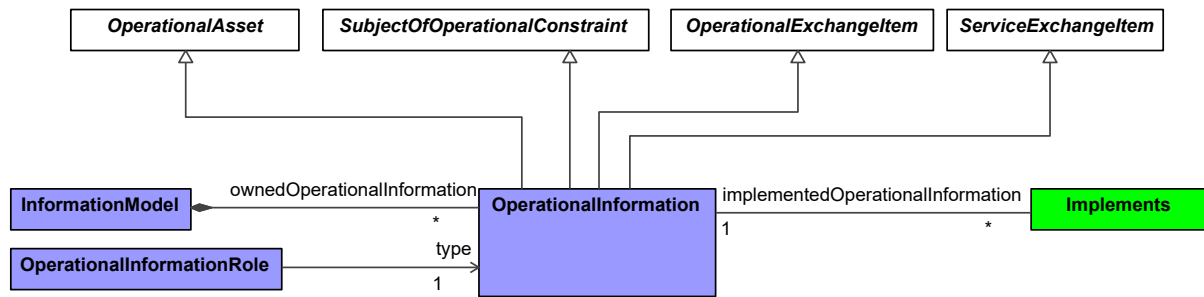 OperationalAsset
SubjectOfOperationalConstraint
OperationalExchangeItem
ServiceExchangeItem
InformationModel
ownedOperationalInformation
*
OperationalInformation
implementedOperationalInformation
1
*
Implements
OperationalInformationRole
type
1